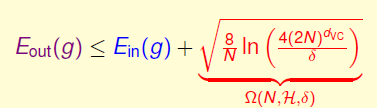 E_out(g) ≤ E_in(g) + √(8/N ln (4(2N)^{d_VC}/δ))
Ω(N,ℋ,δ)